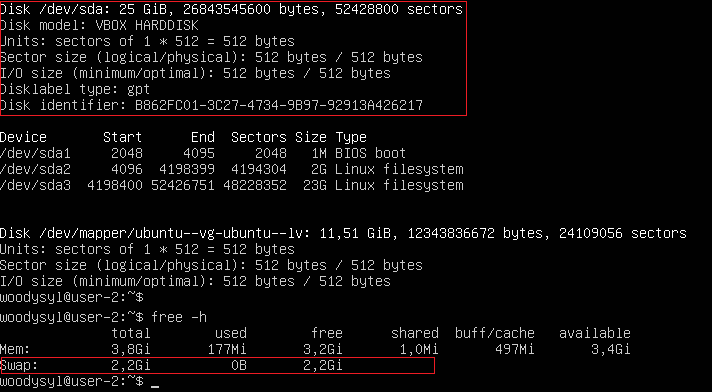 Disk /dev/sda: 25 GiB, 26843545600 bytes, 52428800 sectors
Disk model: VBOX HARDDISK
Units: sectors of 1 * 512 = 512 bytes
Sector size (logical/physical): 512 bytes / 512 bytes
I/O size (minimum/optimal): 512 bytes / 512 bytes
Disklabel type: gpt
Disk identifier: B862FC01-3C27-4734-9B97-92913A426217
Device Start End Sectors Size Type
/dev/sda1 2048 4095 2048 1M BIOS boot
/dev/sda2 4096 4198399 4194304 2G Linux filesystem
/dev/sda3 4198400 52426751 48228352 23G Linux filesystem
Disk /dev/mapper/ubuntu--vg-ubuntu--lv: 11,51 GiB, 12343836672 bytes, 24109056 sectors
Units: sectors of 1 * 512 = 512 bytes
Sector size (logical/physical): 512 bytes / 512 bytes
I/O size (minimum/optimal): 512 bytes / 512 bytes
woodysyl@user-2:~$
woodysyl@user-2:~$ free -h
total used free shared buff/cache available
Mem: 3,8Gi 177Mi 3,2Gi 1,0Mi 497Mi 3,4Gi
Swap: 2,2Gi 0B 2,2Gi
woodysyl@user-2:~$ _